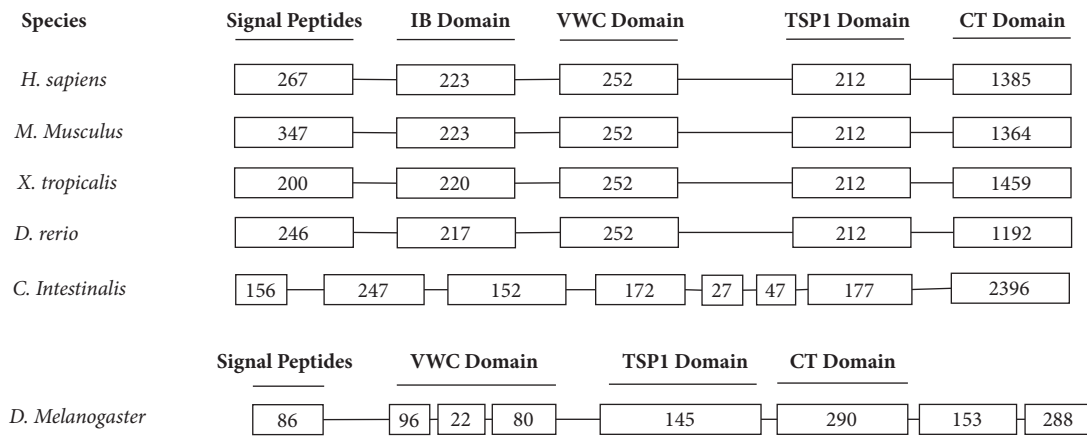 Species Signal Peptides IB Domain VWC Domain TSP1 Domain CT Domain
H. sapiens 267 223 252 212 1385
M. Musculus 347 223 252 212 1364
X. tropicalis 200 220 252 212 1459
D. rerio 246 217 252 212 1192
C. Intestinalis 156 247 152 172 27 47 177 2396
Signal Peptides VWC Domain TSP1 Domain CT Domain
D. Melanogaster 86 96 22 80 145 290 153 288